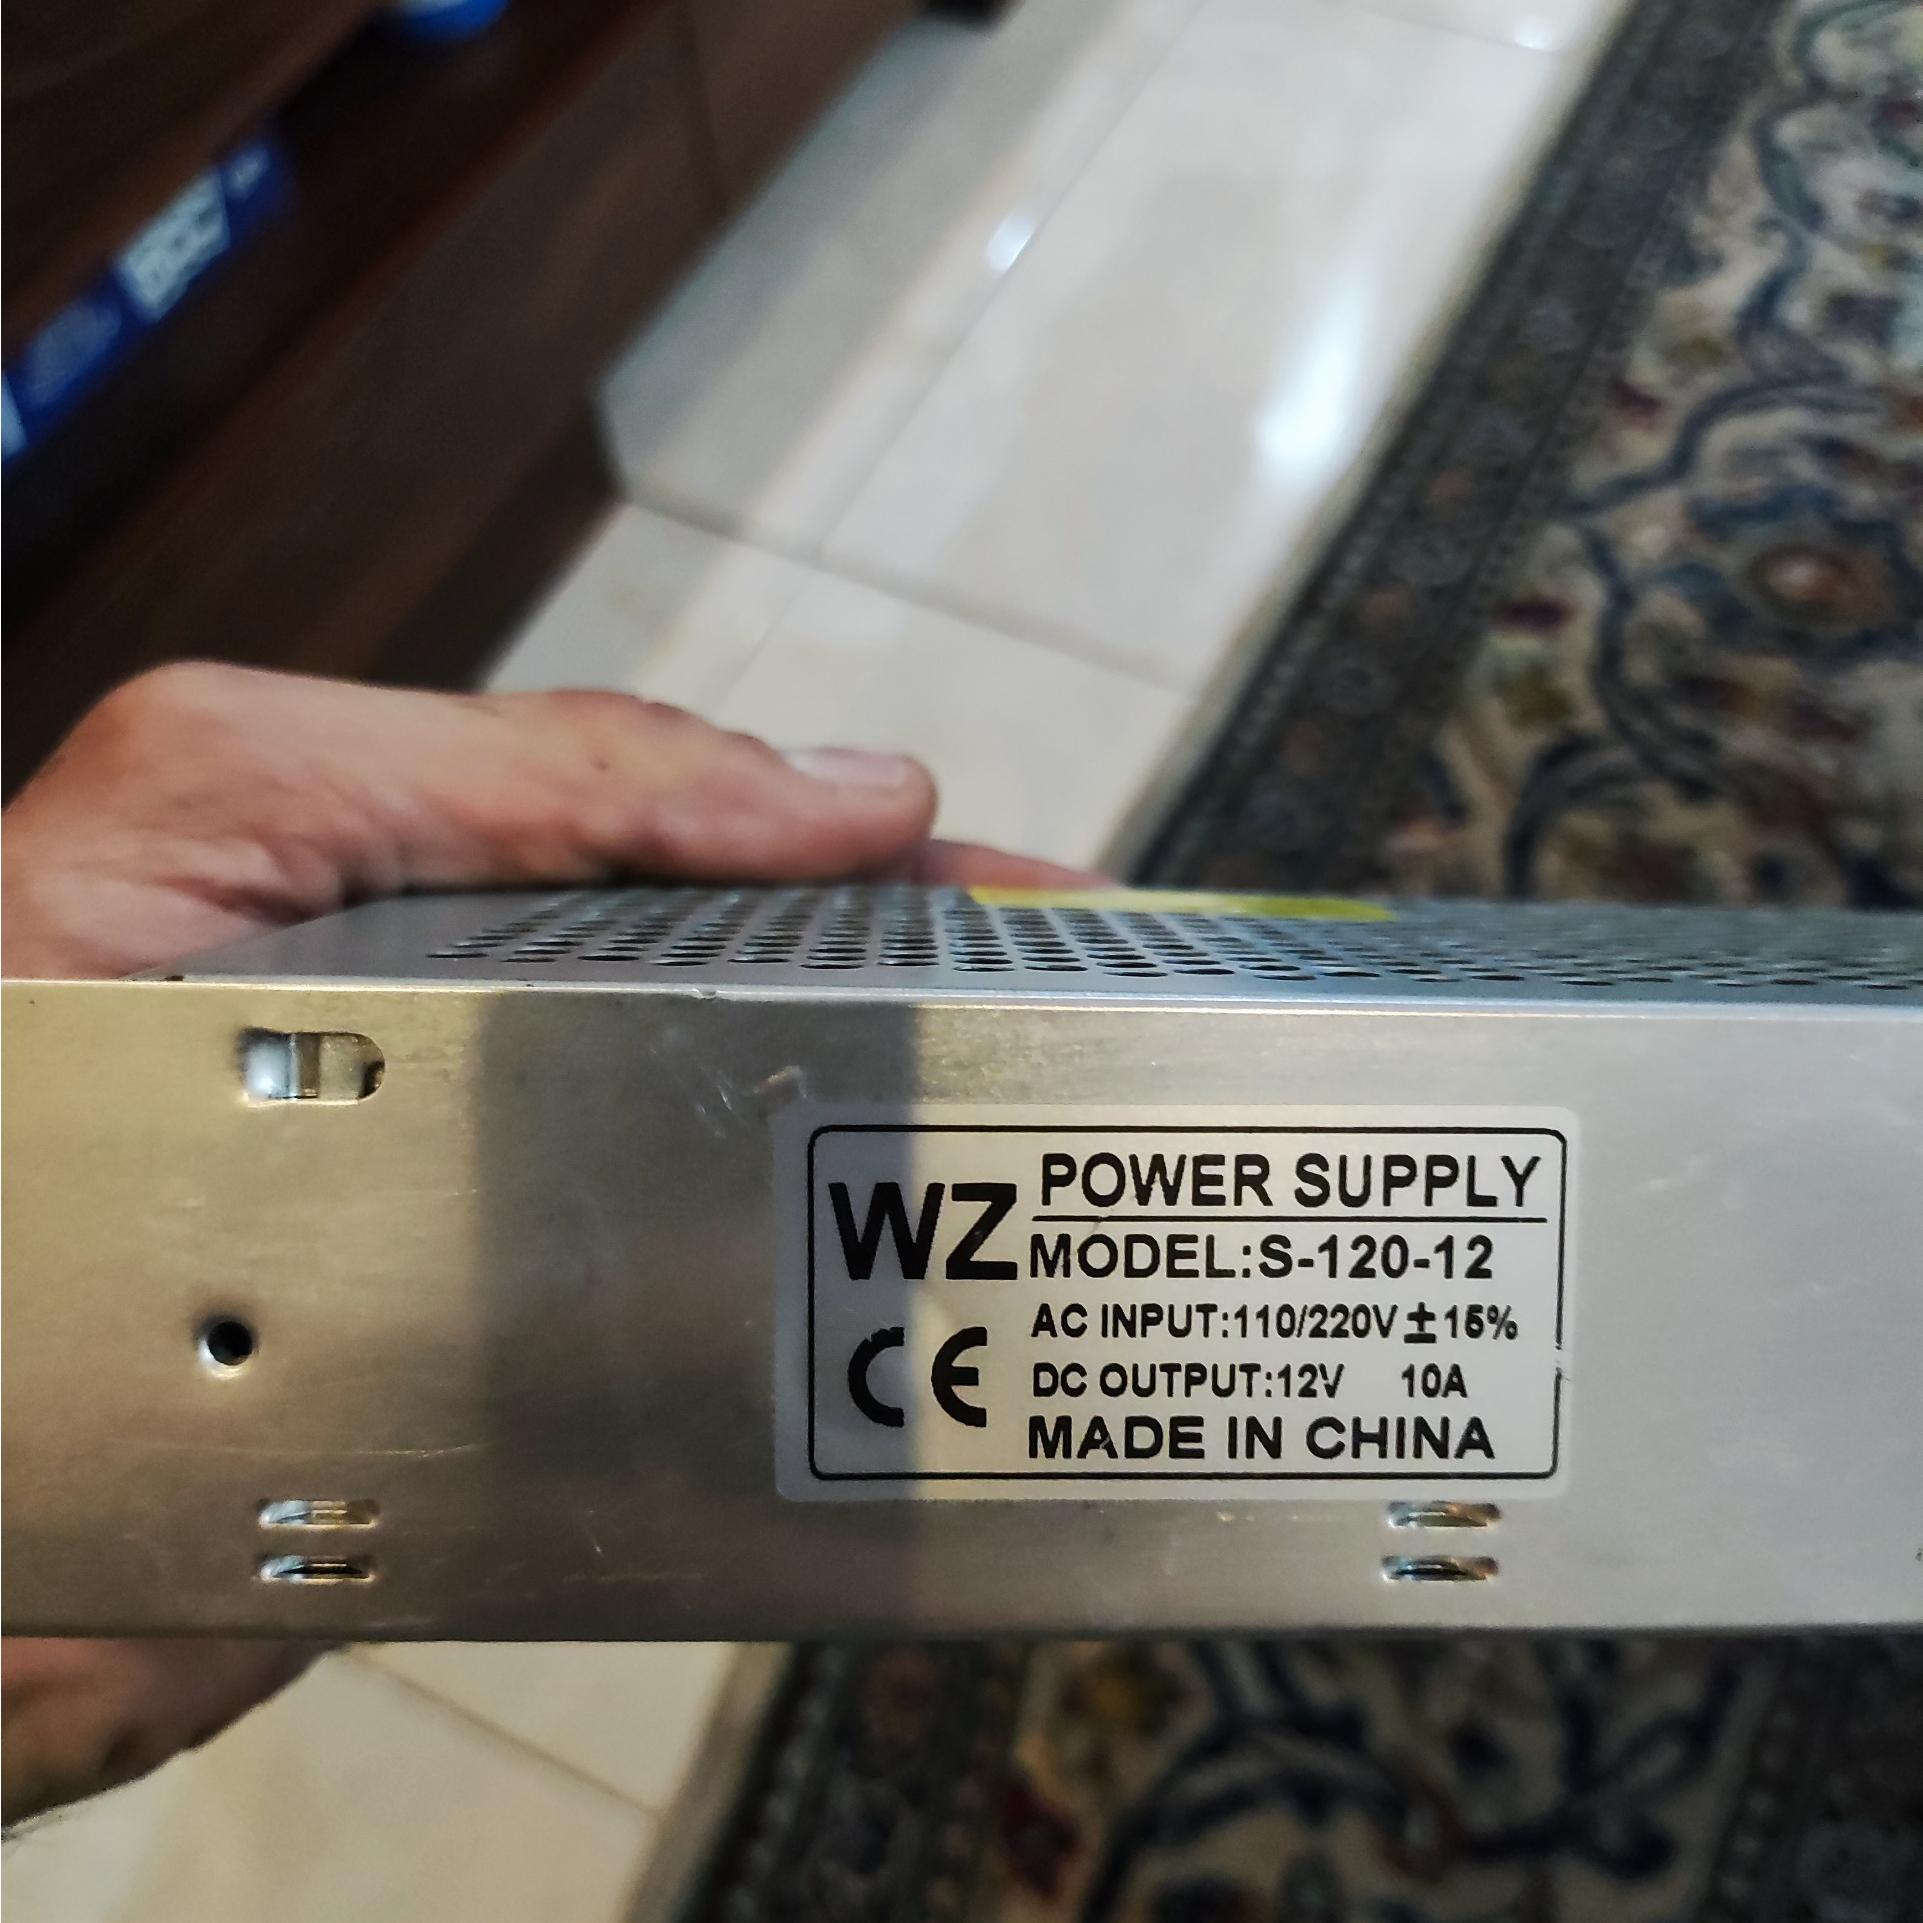 WZ
POWER SUPPLY
MODEL:S-120-12
AC INPUT:110/220V±15%
DC OUTPUT:12V 10A
CE
MADE IN CHINA